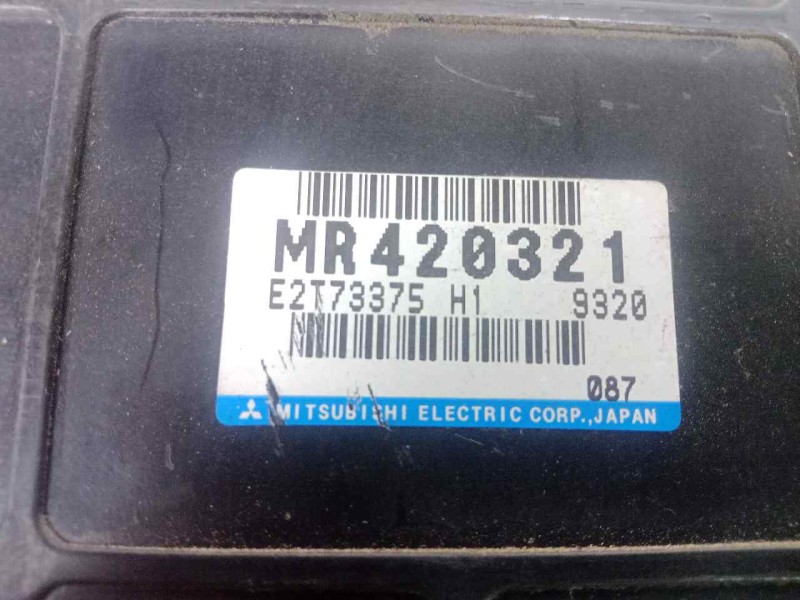 MR420321
E2T73375 H1 9320
087
MITSUBISHI ELECTRIC CORP., JAPAN